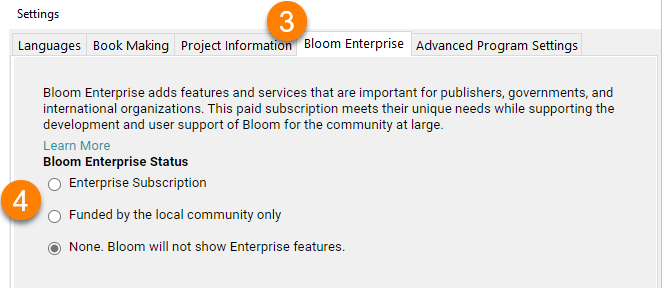 Settings
3
Languages Book Making Project Information Bloom Enterprise Advanced Program Settings
Bloom Enterprise adds features and services that are important for publishers, governments, and
international organizations. This paid subscription meets their unique needs while supporting the
development and user support of Bloom for the community at large.
Learn More
Bloom Enterprise Status
4
Enterprise Subscription
Funded by the local community only
None. Bloom will not show Enterprise features.